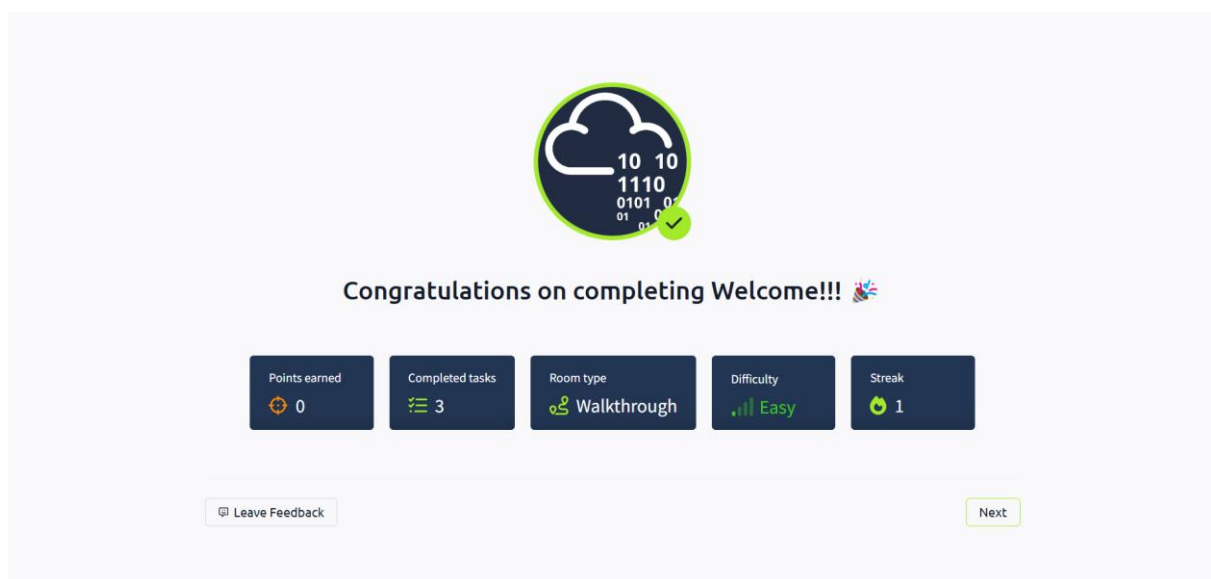 10 10
1110
0101
01
01
Congratulations on completing Welcome!!! 🎉
Points earned
0
Completed tasks
3
Room type
Walkthrough
Difficulty
Easy
Streak
1
Leave Feedback
Next